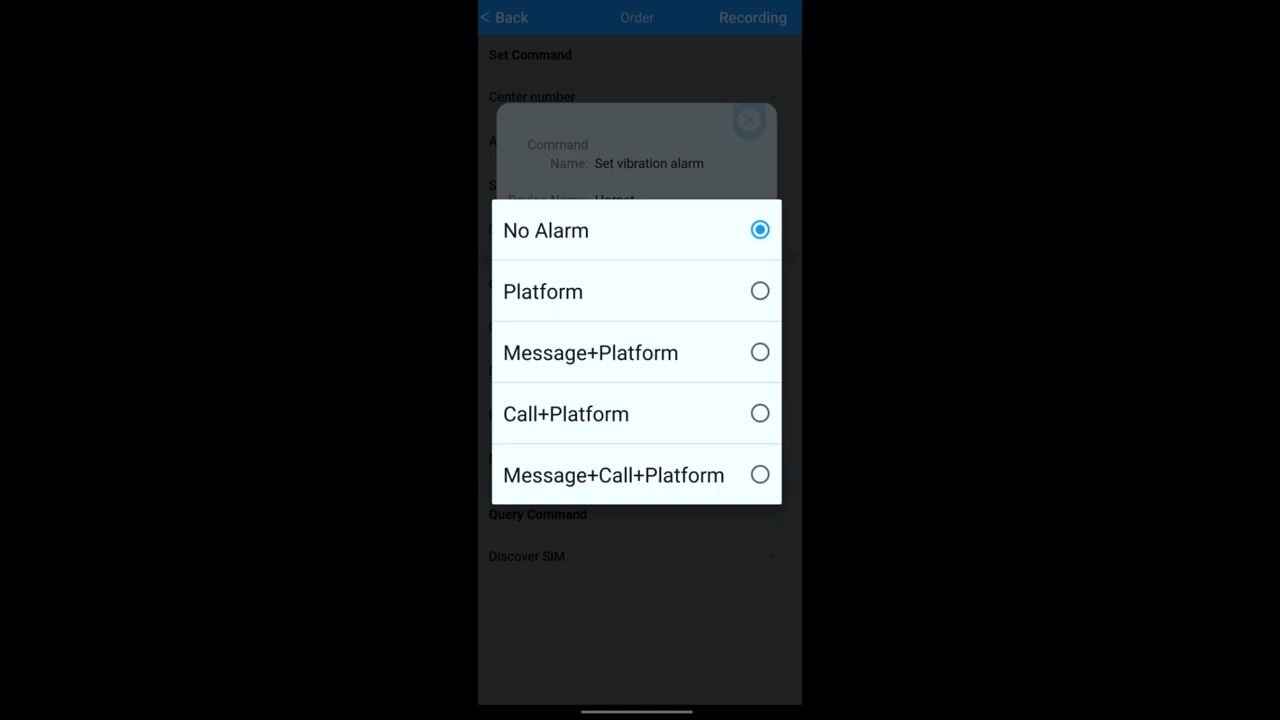 < Back
Order
Recording
Set Command
Center number
Command
Name: Set vibration alarm
No Alarm
Platform
Message+Platform
Call+Platform
Message+Call+Platform
Query Command
Discover SIM >